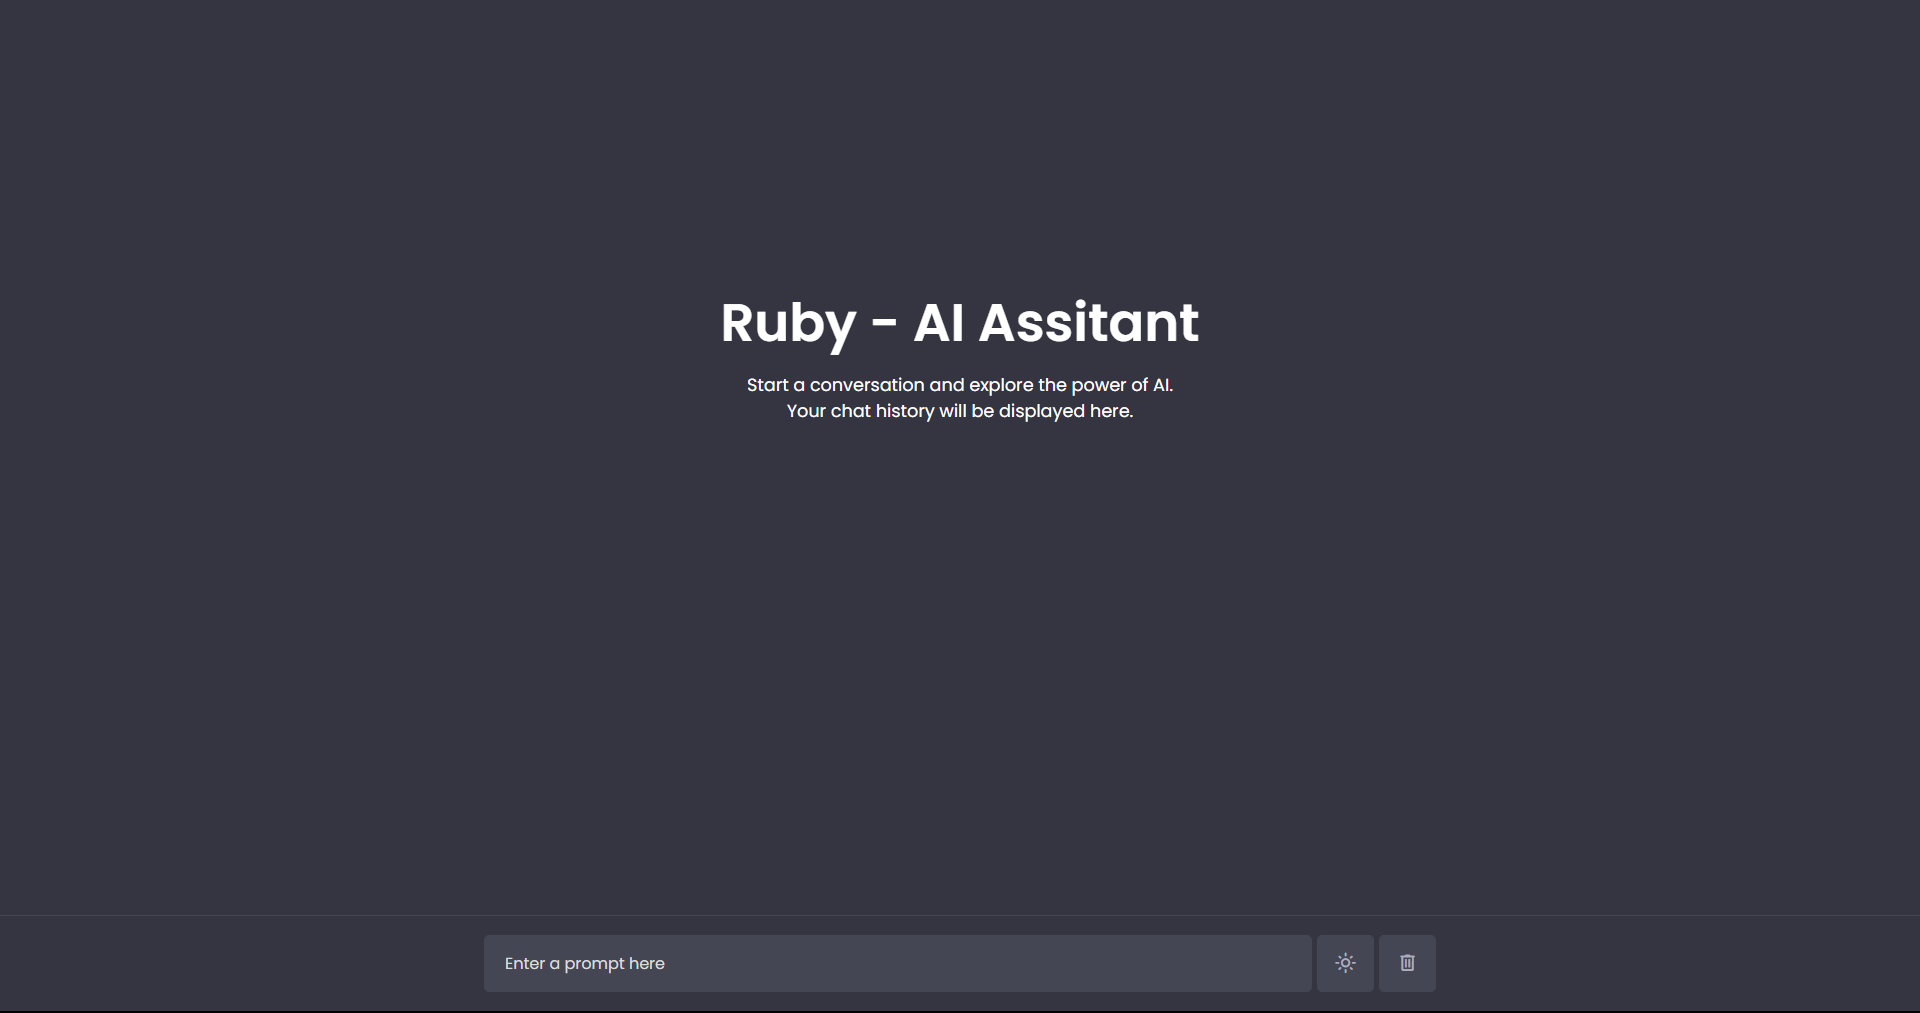 Ruby - AI Assitant
Start a conversation and explore the power of AI.
Your chat history will be displayed here.
Enter a prompt here